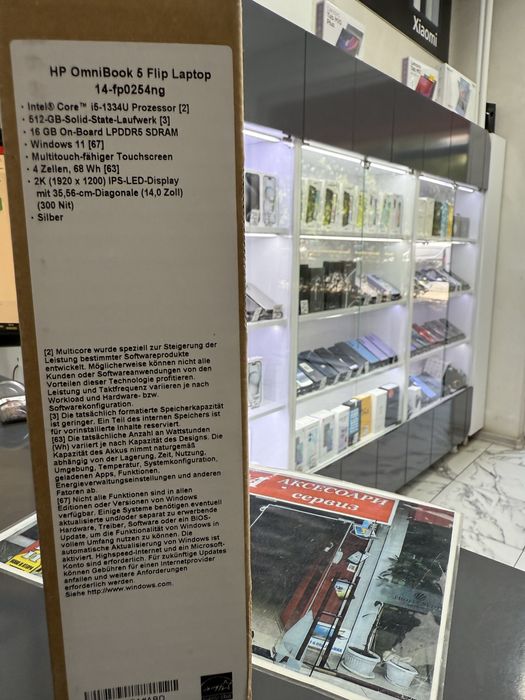 HP OmniBook 5 Flip Laptop
14-fp0254ng
· Intel® Core™ i5-1334U Prozessor [2]
· 512-GB-Solid-State-Laufwerk [3]
· 16 GB On-Board LPDDR5 SDRAM
· Windows 11 [67]
· Multitouch-fähiger Touchscreen
· 4 Zellen, 68 Wh [63]
· 2K (1920 x 1200) IPS-LED-Display
mit 35,56-cm-Diagonale (14,0 Zoll)
(300 Nit)
· Silber
[2] Multicore wurde speziell zur Steigerung der
Leistung bestimmter Softwareprodukte
entwickelt. Möglicherweise können nicht alle
Kunden oder Softwareanwendungen von den
Vorteilen dieser Technologie profitieren.
Leistung und Taktfrequenz variieren je nach
Workload und Hardware- bzw.
Softwarekonfiguration.
[3] Die tatsächlich formatierte Speicherkapazität
ist geringer. Ein Teil des internen Speichers ist
für vorinstallierte Inhalte reserviert.
[63] Die tatsächliche Anzahl an Wattstunden
(Wh) variiert je nach Kapazität des Designs. Die
Kapazität des Akkus nimmt naturgemäß
abhängig von der Lagerung, Zeit, Nutzung,
Umgebung, Temperatur, Systemkonfiguration,
geladenen Apps, Funktionen,
Energieverwaltungseinstellungen und anderen
Fatoren ab.
[67] Nicht alle Funktionen sind in allen
Editionen oder Versionen von Windows
verfügbar. Einige Systeme benötigen eventuell
aktualisierte und/oder separat zu erwerbende
Hardware, Treiber, Software oder ein BIOS-
Update, um die Funktionalität von Windows in
vollem Umfang nutzen zu können. Die
automatische Aktualisierung von Windows ist
aktiviert. Highspeed-Internet und ein Microsoft-
Konto sind erforderlich. Für zukünftige Updates
können Gebühren für einen Internetprovider
anfallen und weitere Anforderungen
erforderlich werden.
Siehe http://www.windows.com.
Xiaomi
АКСЕСОАРИ
сервиз